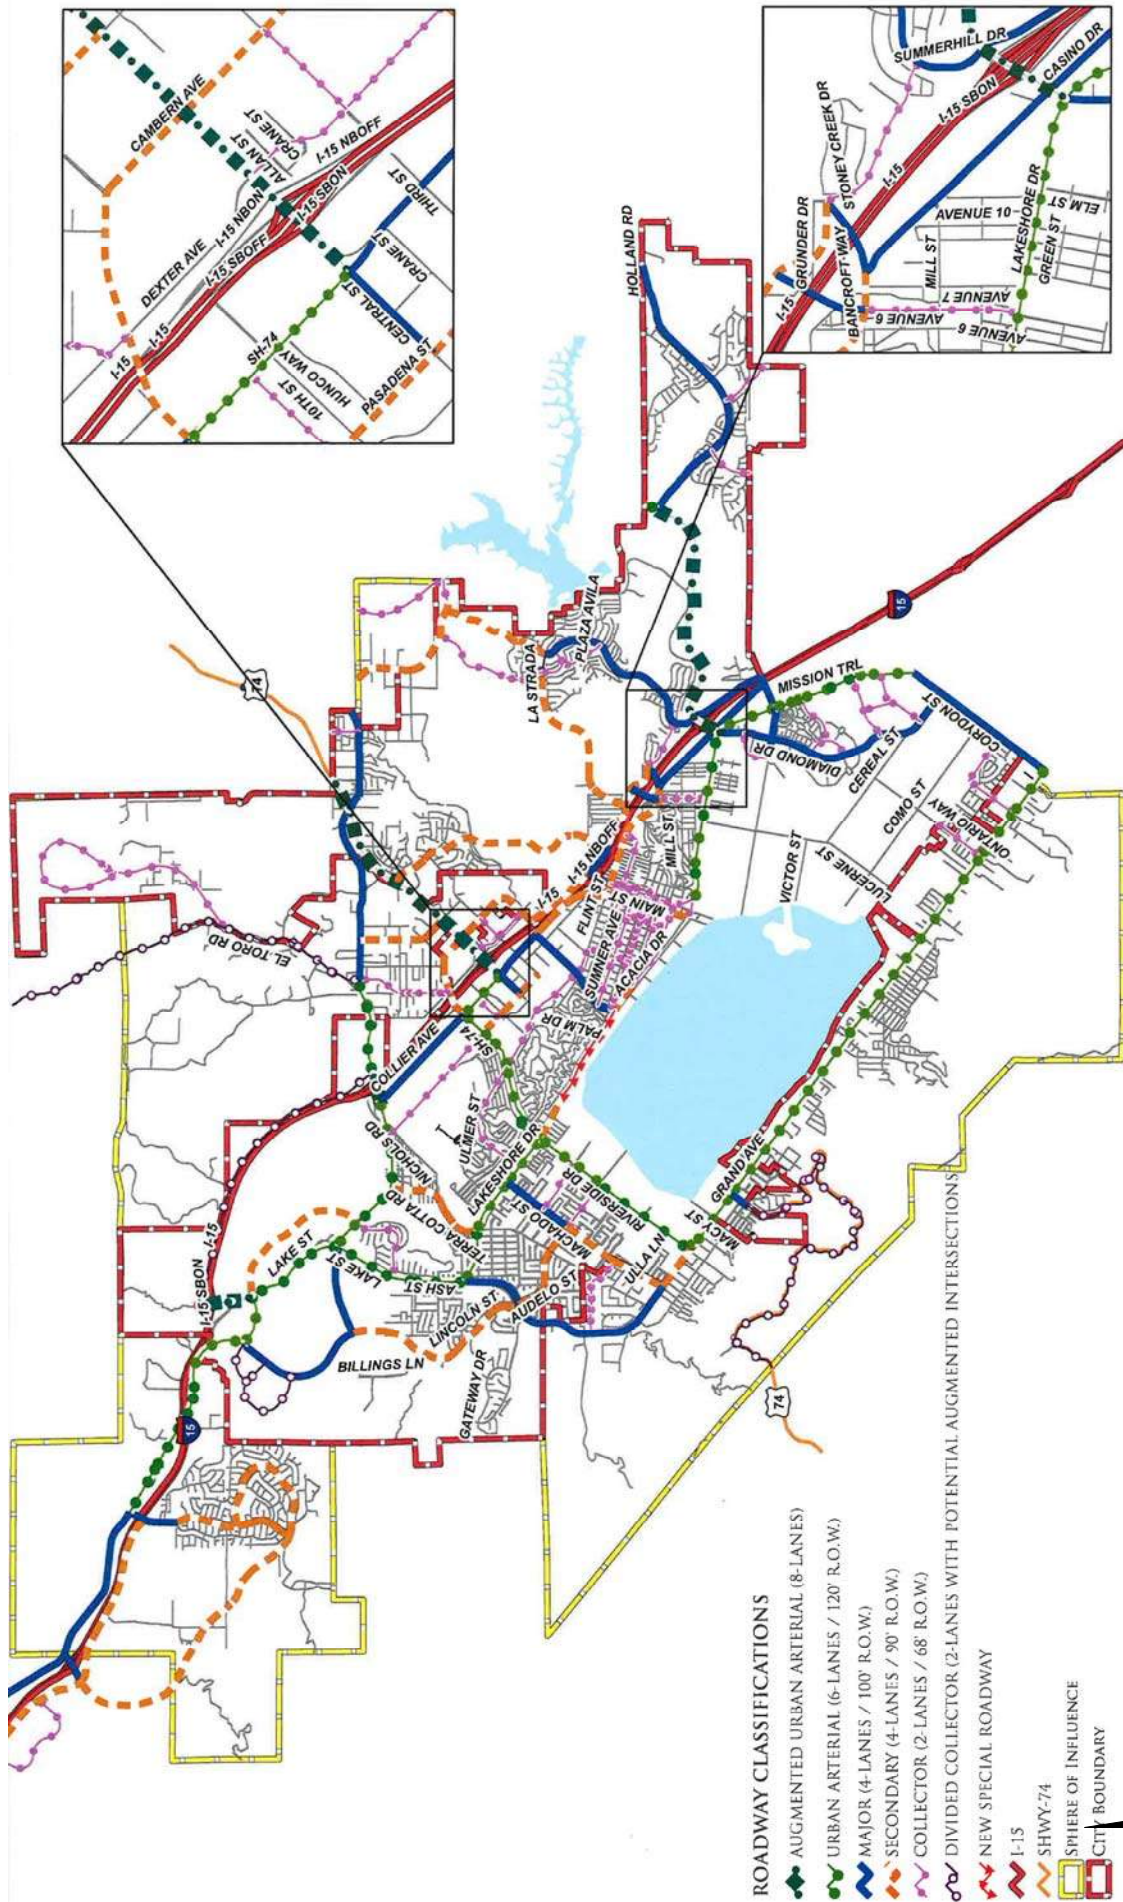 CAMBERN AVE
ALLAN ST
CRANE ST
I-15 NBOFF
DEXTER AVE
I-15 NBON
I-15 SBON
I-15 SBOFF
I-15
I-15
THIRD ST
CRANE ST
CENTRAL ST
SH-74
HUNCO WAY
10TH ST
PASADENA ST
SUMMERHILL DR
CASINO DR
I-15 SBON
STONEY CREEK DR
I-15
GRUNDER DR
I-15
BANCROFT WAY
AVENUE 10
ELM ST
MILL ST
LAKESHORE DR
GREEN ST
AVENUE 7
AVENUE 6
AVENUE 6
HOLLAND RD
74
LA STRADA
PLAZA AVILA
15
MISSION TRL
CORYDON ST
DIAMOND DR
CEREAL ST
COMO ST
ONTARIO WAY
LUCERNE ST
VICTOR ST
EL TORO RD
I-15
I-15 NBOFF
FLINT ST
MILL ST
MAIN ST
SUMNER AVE
ACACIA DR
PALM DR
COLLIER AVE
SH-74
NICHOLS RD
ULMER ST
LAKESHORE DR
TERRA COTTA RD
MACHADO ST
RIVERSIDE DR
GRAND AVE
MACY ST
ULLA LN
I-15
I-15 SBON
LAKE ST
LAKE ST
ASH ST
LINCOLN ST
AUDELO ST
BILLINGS LN
GATEWAY DR
15
74
ROADWAY CLASSIFICATIONS
AUGMENTED URBAN ARTERIAL (8-LANES)
URBAN ARTERIAL (6-LANES / 120' R.O.W.)
MAJOR (4-LANES / 100' R.O.W.)
SECONDARY (4-LANES / 90' R.O.W.)
COLLECTOR (2-LANES / 68' R.O.W.)
DIVIDED COLLECTOR (2-LANES WITH POTENTIAL AUGMENTED INTERSECTIONS)
NEW SPECIAL ROADWAY
I-15
SHWY-74
SPHERE OF INFLUENCE
CITY BOUNDARY